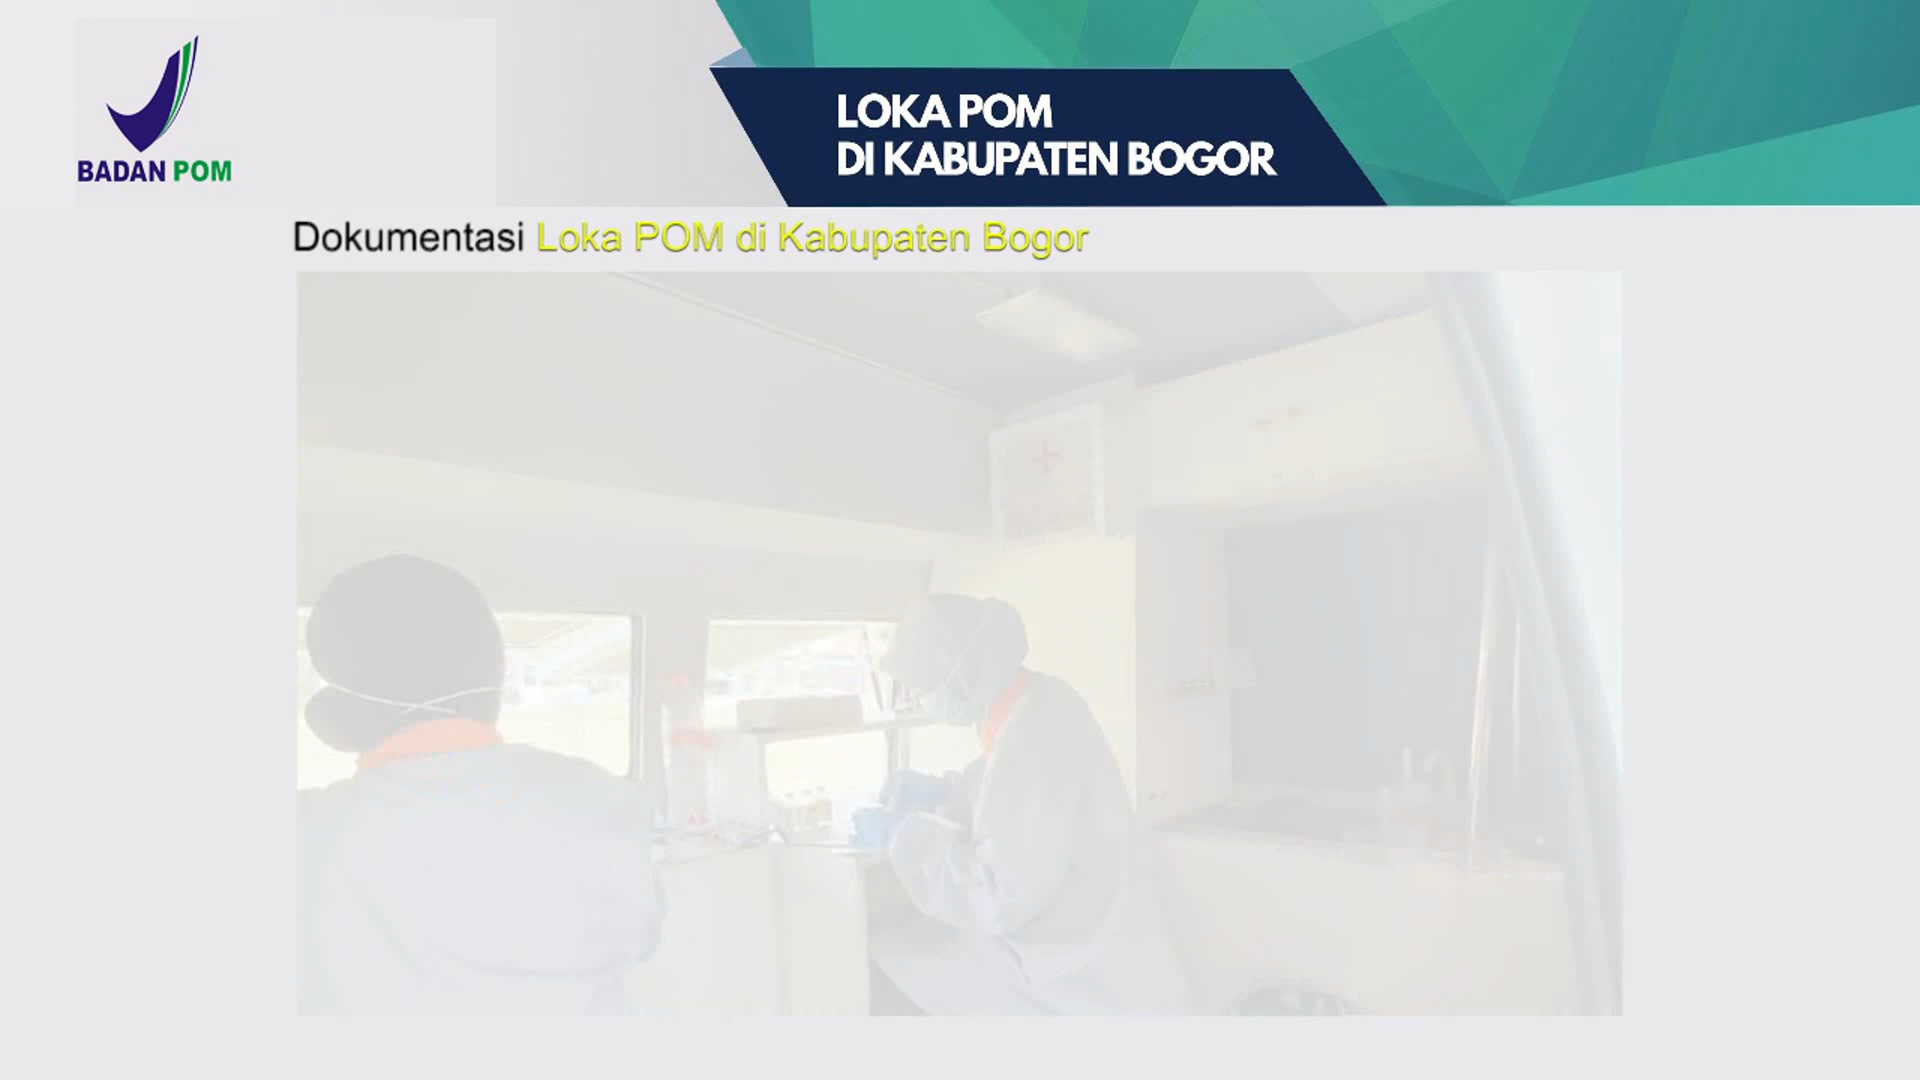 BADAN POM
LOKA POM
DI KABUPATEN BOGOR
Dokumentasi Loka POM di Kabupaten Bogor